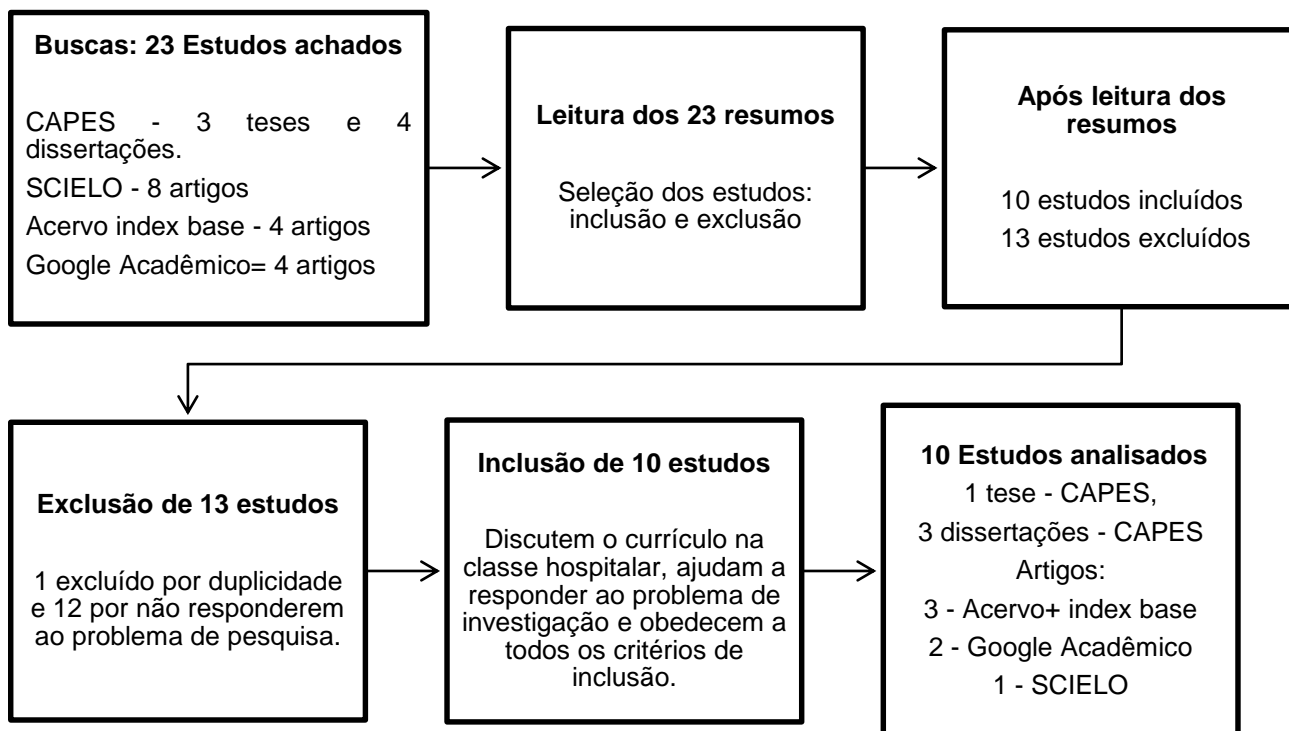 Buscas: 23 Estudos achados
CAPES - 3 teses e 4
dissertações.
SCIELO - 8 artigos
Acervo index base - 4 artigos
Google Acadêmico= 4 artigos
Leitura dos 23 resumos
Seleção dos estudos:
inclusão e exclusão
Após leitura dos
resumos
10 estudos incluídos
13 estudos excluídos
Exclusão de 13 estudos
1 excluído por duplicidade
e 12 por não responderem
ao problema de pesquisa.
Inclusão de 10 estudos
Discutem o currículo na
classe hospitalar, ajudam a
responder ao problema de
investigação e obedecem a
todos os critérios de
inclusão.
10 Estudos analisados
1 tese - CAPES,
3 dissertações - CAPES
Artigos:
3 - Acervo+ index base
2 - Google Acadêmico
1 - SCIELO